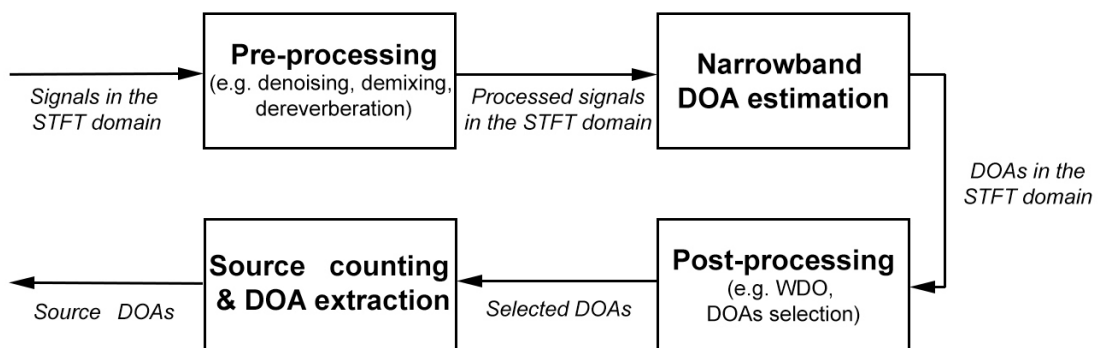 Signals in the
STFT domain
Pre-processing
(e.g. denoising, demixing,
dereverberation)
Processed signals
in the STFT domain
Narrowband
DOA estimation
DOAs in the
STFT domain
Post-processing
(e.g. WDO,
DOAs selection)
Selected DOAs
Source counting
& DOA extraction
Source DOAs